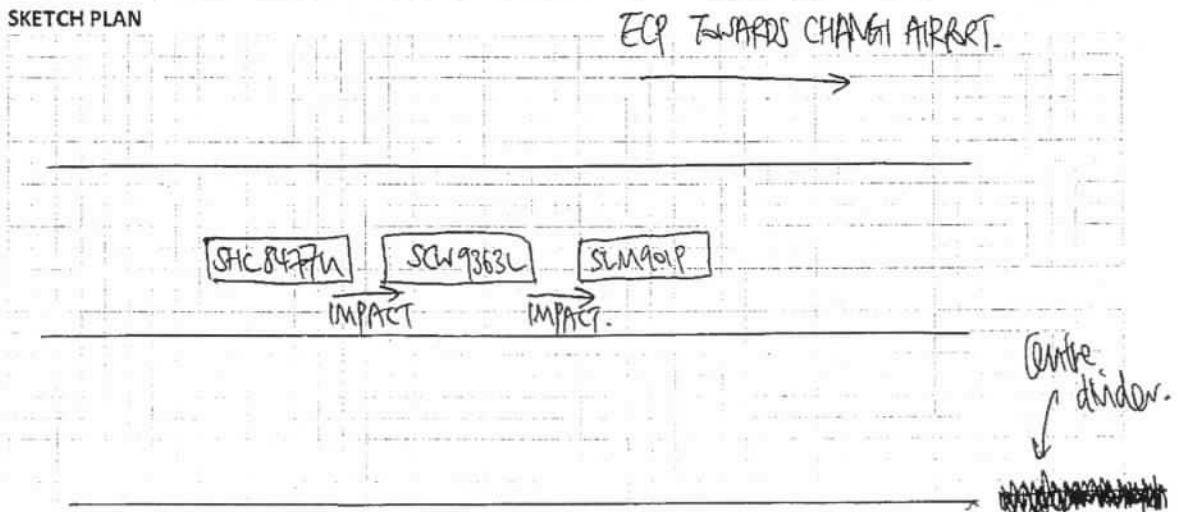 SKETCH PLAN
ECP TOWARDS CHANGI AIRPORT.
SHC8477U SCW9363L SLM901P
IMPACT IMPACT.
Centre
divider.